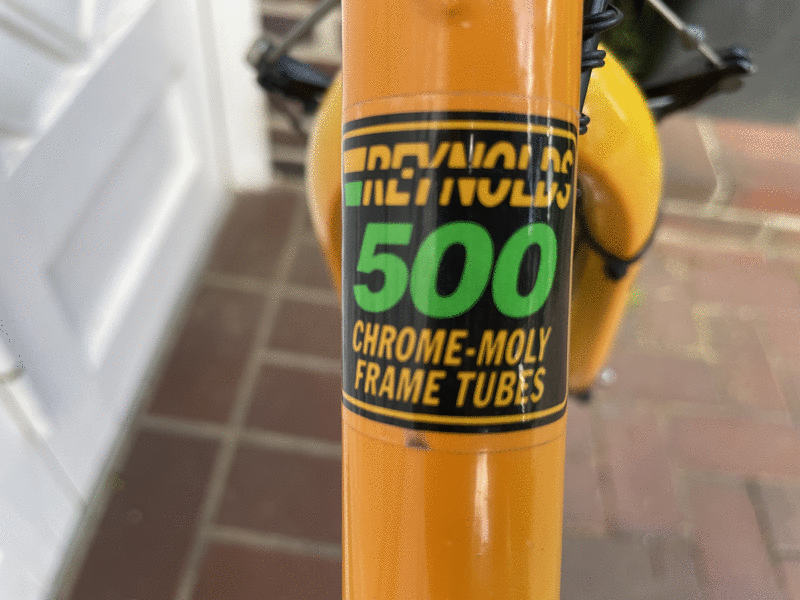 REYNOLDS
500
CHROME-MOLY
FRAME TUBES